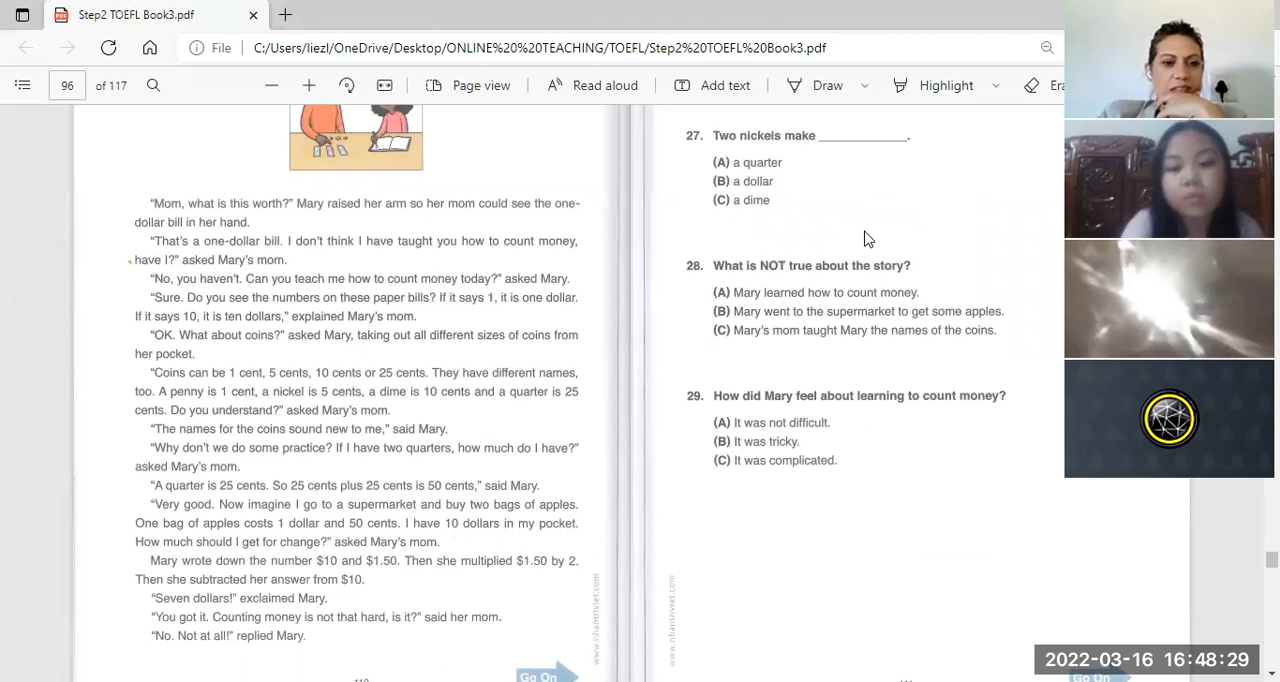 Step2 TOEFL Book3.pdf
File C:/Users/liezl/OneDrive/Desktop/ONLINE%20%20TEACHING/TOEFL/Step2%20TOEFL%20Book3.pdf
96 of 117 Page view Read aloud Add text Draw Highlight Era
“Mom, what is this worth?” Mary raised her arm so her mom could see the one-
dollar bill in her hand.
“That’s a one-dollar bill. I don’t think I have taught you how to count money,
have I?” asked Mary’s mom.
“No, you haven’t. Can you teach me how to count money today?” asked Mary.
“Sure. Do you see the numbers on these paper bills? If it says 1, it is one dollar.
If it says 10, it is ten dollars,” explained Mary’s mom.
“OK. What about coins?” asked Mary, taking out all different sizes of coins from
her pocket.
“Coins can be 1 cent, 5 cents, 10 cents or 25 cents. They have different names,
too. A penny is 1 cent, a nickel is 5 cents, a dime is 10 cents and a quarter is 25
cents. Do you understand?” asked Mary’s mom.
“The names for the coins sound new to me,” said Mary.
“Why don’t we do some practice? If I have two quarters, how much do I have?”
asked Mary’s mom.
“A quarter is 25 cents. So 25 cents plus 25 cents is 50 cents,” said Mary.
“Very good. Now imagine I go to a supermarket and buy two bags of apples.
One bag of apples costs 1 dollar and 50 cents. I have 10 dollars in my pocket.
How much should I get for change?” asked Mary’s mom.
Mary wrote down the number $10 and $1.50. Then she multiplied $1.50 by 2.
Then she subtracted her answer from $10.
“Seven dollars!” exclaimed Mary.
“You got it. Counting money is not that hard, is it?” said her mom.
“No. Not at all!” replied Mary.
www.nhantriviet.com
Go On
27. Two nickels make ____________.
(A) a quarter
(B) a dollar
(C) a dime
28. What is NOT true about the story?
(A) Mary learned how to count money.
(B) Mary went to the supermarket to get some apples.
(C) Mary’s mom taught Mary the names of the coins.
29. How did Mary feel about learning to count money?
(A) It was not difficult.
(B) It was tricky.
(C) It was complicated.
www.nhantriviet.com
Go On
2022-03-16 16:48:29